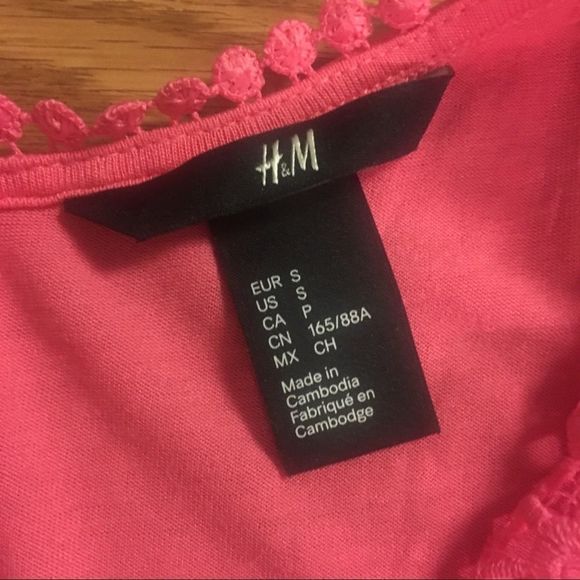 H&M
EUR S
US S
CA P
CN 165/88A
MX CH
Made in
Cambodia
Fabriqué en
Cambodge